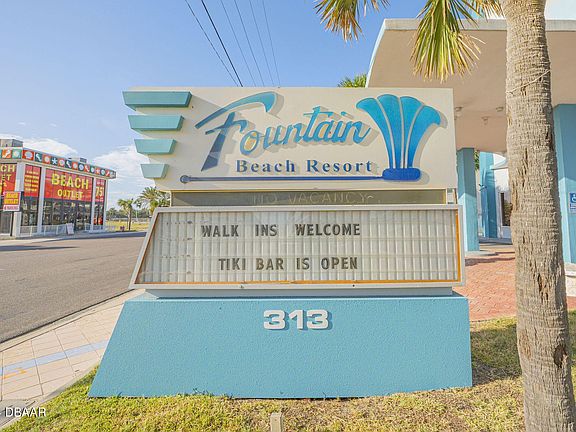 Fountain
Beach Resort
NO VACANCY
WALK INS WELCOME
TIKI BAR IS OPEN
313
BEACH
OUTLET
DBAAR